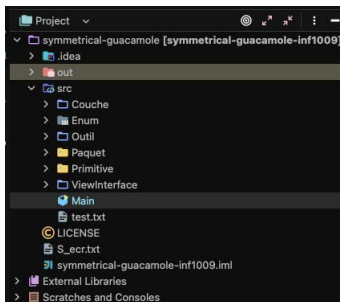 Project
symmetrical-guacamole [symmetrical-guacamole-inf1009]
.idea
out
src
Couche
Enum
Outil
Paquet
Primitive
ViewInterface
Main
test.txt
LICENSE
S_ecr.txt
symmetrical-guacamole-inf1009.iml
External Libraries
Scratches and Consoles